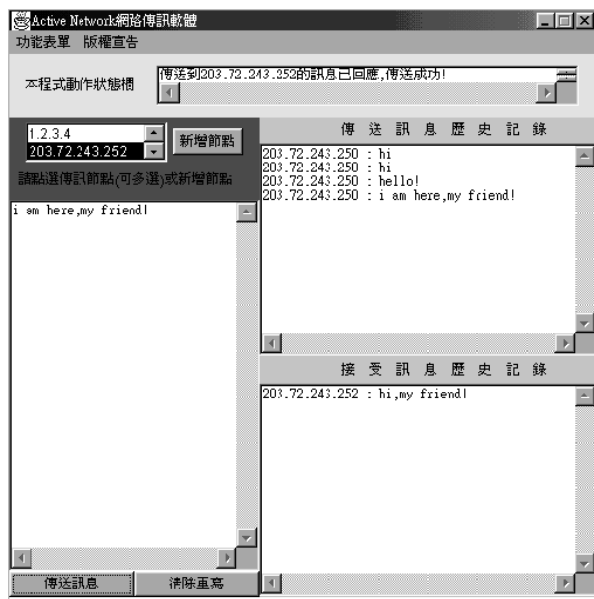 Active Network網路傳訊軟體
功能表單 版權宣告
本程式動作狀態欄
傳送到203.72.243.252的訊息已回應,傳送成功!
1.2.3.4
203.72.243.252
新增節點
請點選傳訊節點(可多選)或新增節點
i am here,my friend!
傳送訊息
清除重寫
傳 送 訊 息 歷 史 記 錄
203.72.243.250 : hi
203.72.243.250 : hi
203.72.243.250 : hello!
203.72.243.250 : i am here,my friend!
接 受 訊 息 歷 史 記 錄
203.72.243.252 : hi,my friend!